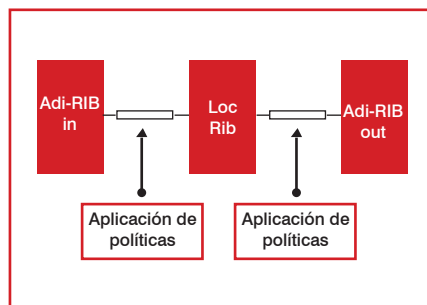 Adi-RIB
in
Loc
Rib
Adi-RIB
out
Aplicación de
políticas
Aplicación de
políticas